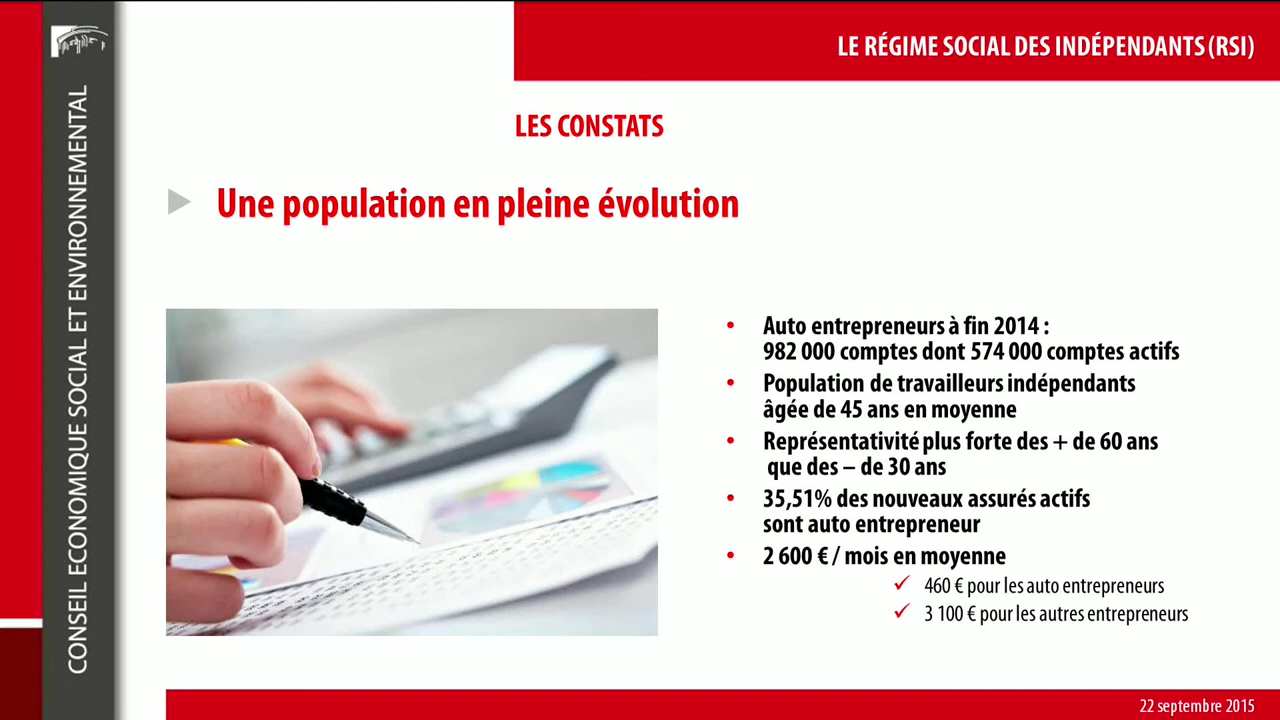 LE RÉGIME SOCIAL DES INDÉPENDANTS (RSI)
CONSEIL ECONOMIQUE SOCIAL ET ENVIRONNEMENTAL
LES CONSTATS
Une population en pleine évolution
• Auto entrepreneurs à fin 2014 :
982 000 comptes dont 574 000 comptes actifs
• Population de travailleurs indépendants
âgée de 45 ans en moyenne
• Représentativité plus forte des + de 60 ans
que des – de 30 ans
• 35,51% des nouveaux assurés actifs
sont auto entrepreneur
• 2 600 € / mois en moyenne
✓ 460 € pour les auto entrepreneurs
✓ 3 100 € pour les autres entrepreneurs
22 septembre 2015